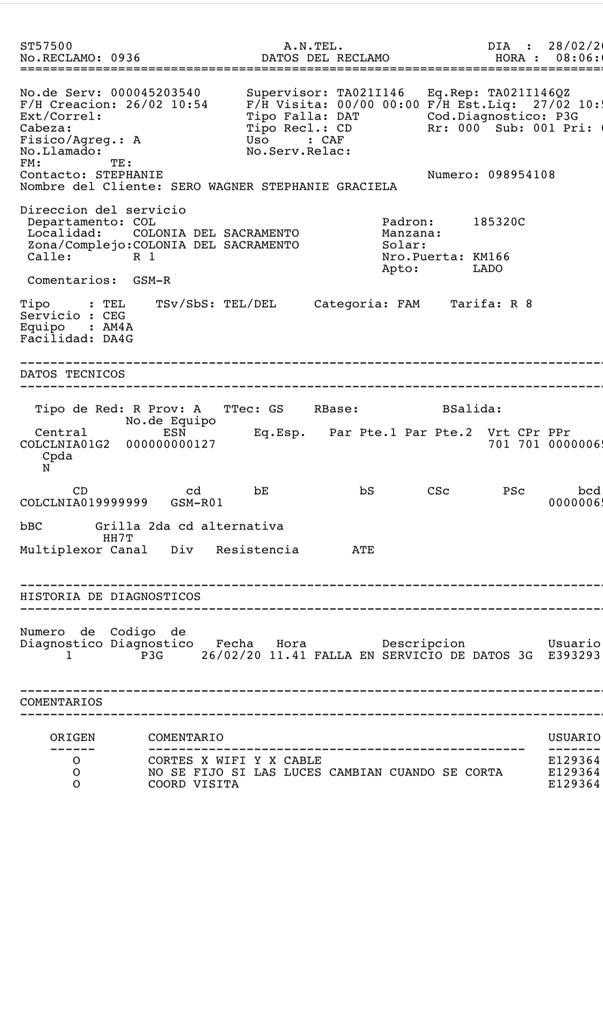 ST57500 A.N.TEL. DIA : 28/02/20
No.RECLAMO: 0936 DATOS DEL RECLAMO HORA : 08:06:
No.de Serv: 000045203540 Supervisor: TA021I146 Eq.Rep: TA021I146QZ
F/H Creacion: 26/02 10:54 F/H Visita: 00/00 00:00 F/H Est.Liq: 27/02 10:5
Ext/Correl: Tipo Falla: DAT Cod.Diagnostico: P3G
Cabeza: Tipo Recl.: CD Rr: 000 Sub: 001 Pri: 0
Fisico/Agreg.: A Uso : CAF
No.Llamado: No.Serv.Relac:
FM: TE:
Contacto: STEPHANIE Numero: 098954108
Nombre del Cliente: SERO WAGNER STEPHANIE GRACIELA
Direccion del servicio
Departamento: COL Padron: 185320C
Localidad: COLONIA DEL SACRAMENTO Manzana:
Zona/Complejo:COLONIA DEL SACRAMENTO Solar:
Calle: R 1 Nro.Puerta: KM166
Apto: LADO
Comentarios: GSM-R
Tipo : TEL TSv/SbS: TEL/DEL Categoria: FAM Tarifa: R 8
Servicio : CEG
Equipo : AM4A
Facilidad: DA4G
DATOS TECNICOS
Tipo de Red: R Prov: A TTec: GS RBase: BSalida:
No.de Equipo
Central ESN Eq.Esp. Par Pte.1 Par Pte.2 Vrt CPr PPr
COLCLNIA01G2 000000000127 701 701 0000006
Cpda
N
CD cd bE bS CSc PSc bcd
COLCLNIA019999999 GSM-R01 0000006
bBC Grilla 2da cd alternativa
HH7T
Multiplexor Canal Div Resistencia ATE
HISTORIA DE DIAGNOSTICOS
Numero de Codigo de
Diagnostico Diagnostico Fecha Hora Descripcion Usuario
1 P3G 26/02/20 11.41 FALLA EN SERVICIO DE DATOS 3G E393293
COMENTARIOS
ORIGEN COMENTARIO USUARIO
O CORTES X WIFI Y X CABLE E129364
O NO SE FIJO SI LAS LUCES CAMBIAN CUANDO SE CORTA E129364
O COORD VISITA E129364